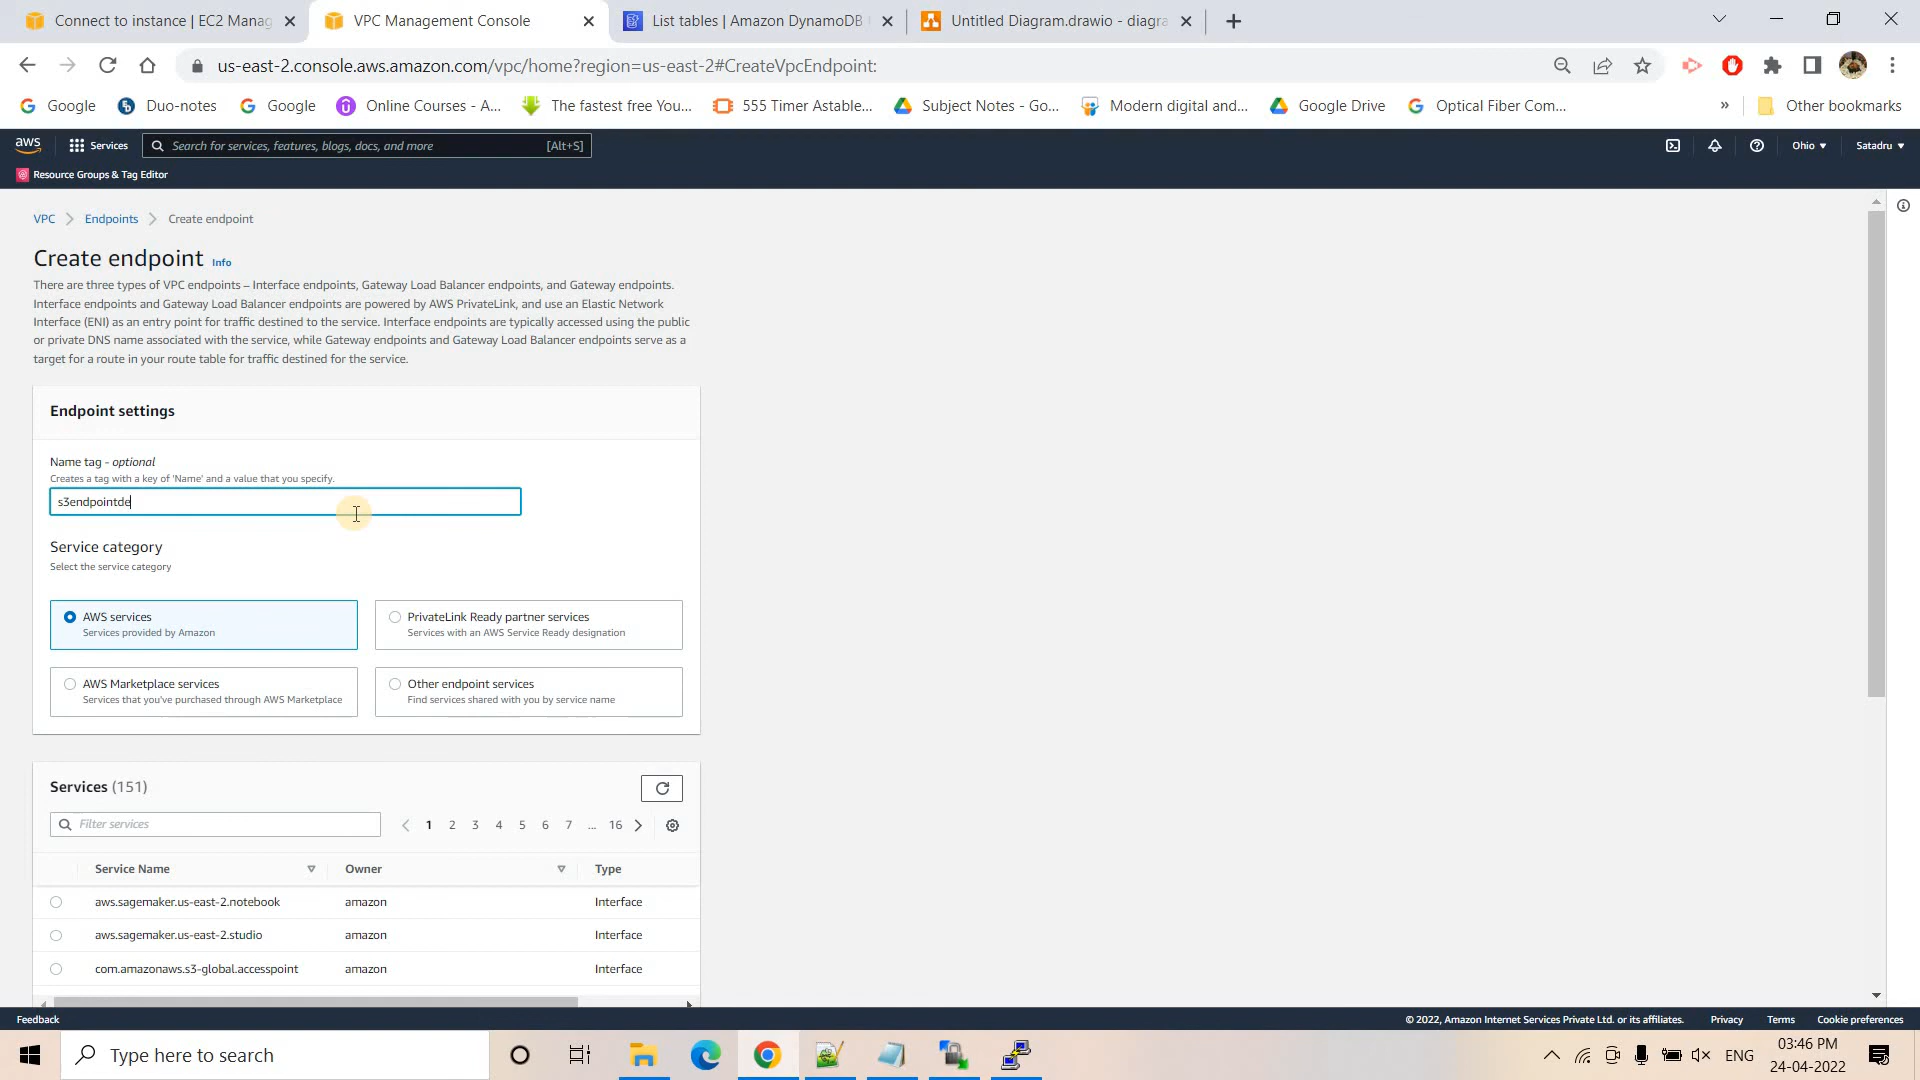 Connect to instance | EC2 Manag
VPC Management Console
List tables | Amazon DynamoDB
Untitled Diagram.drawio - diagra
us-east-2.console.aws.amazon.com/vpc/home?region=us-east-2#CreateVpcEndpoint:
Google
Duo-notes
Google
Online Courses - A...
The fastest free You...
555 Timer Astable...
Subject Notes - Go...
Modern digital and...
Google Drive
Optical Fiber Com...
»
Other bookmarks
aws
Services
Search for services, features, blogs, docs, and more
[Alt+S]
Ohio
Satadru
Resource Groups & Tag Editor
VPC
Endpoints
Create endpoint
Create endpoint Info
There are three types of VPC endpoints – Interface endpoints, Gateway Load Balancer endpoints, and Gateway endpoints.
Interface endpoints and Gateway Load Balancer endpoints are powered by AWS PrivateLink, and use an Elastic Network
Interface (ENI) as an entry point for traffic destined to the service. Interface endpoints are typically accessed using the public
or private DNS name associated with the service, while Gateway endpoints and Gateway Load Balancer endpoints serve as a
target for a route in your route table for traffic destined for the service.
Endpoint settings
Name tag - optional
Creates a tag with a key of 'Name' and a value that you specify.
s3endpointde
Service category
Select the service category
AWS services
Services provided by Amazon
PrivateLink Ready partner services
Services with an AWS Service Ready designation
AWS Marketplace services
Services that you've purchased through AWS Marketplace
Other endpoint services
Find services shared with you by service name
Services (151)
Filter services
1 2 3 4 5 6 7 ... 16
Service Name
Owner
Type
aws.sagemaker.us-east-2.notebook amazon Interface
aws.sagemaker.us-east-2.studio amazon Interface
com.amazonaws.s3-global.accesspoint amazon Interface
Feedback
© 2022, Amazon Internet Services Private Ltd. or its affiliates.
Privacy
Terms
Cookie preferences
Type here to search
ENG
03:46 PM
24-04-2022